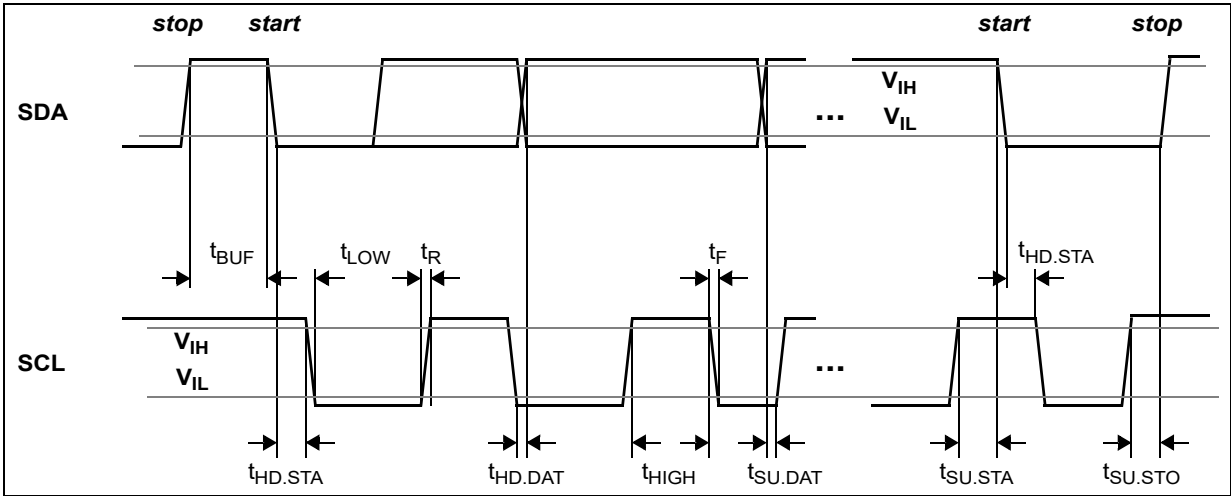 stop start start stop
SDA
V_IH
V_IL
...
t_BUF t_LOW t_R t_F t_HD.STA
SCL
V_IH
V_IL
...
t_HD.STA t_HD.DAT t_HIGH t_SU.DAT t_SU.STA t_SU.STO